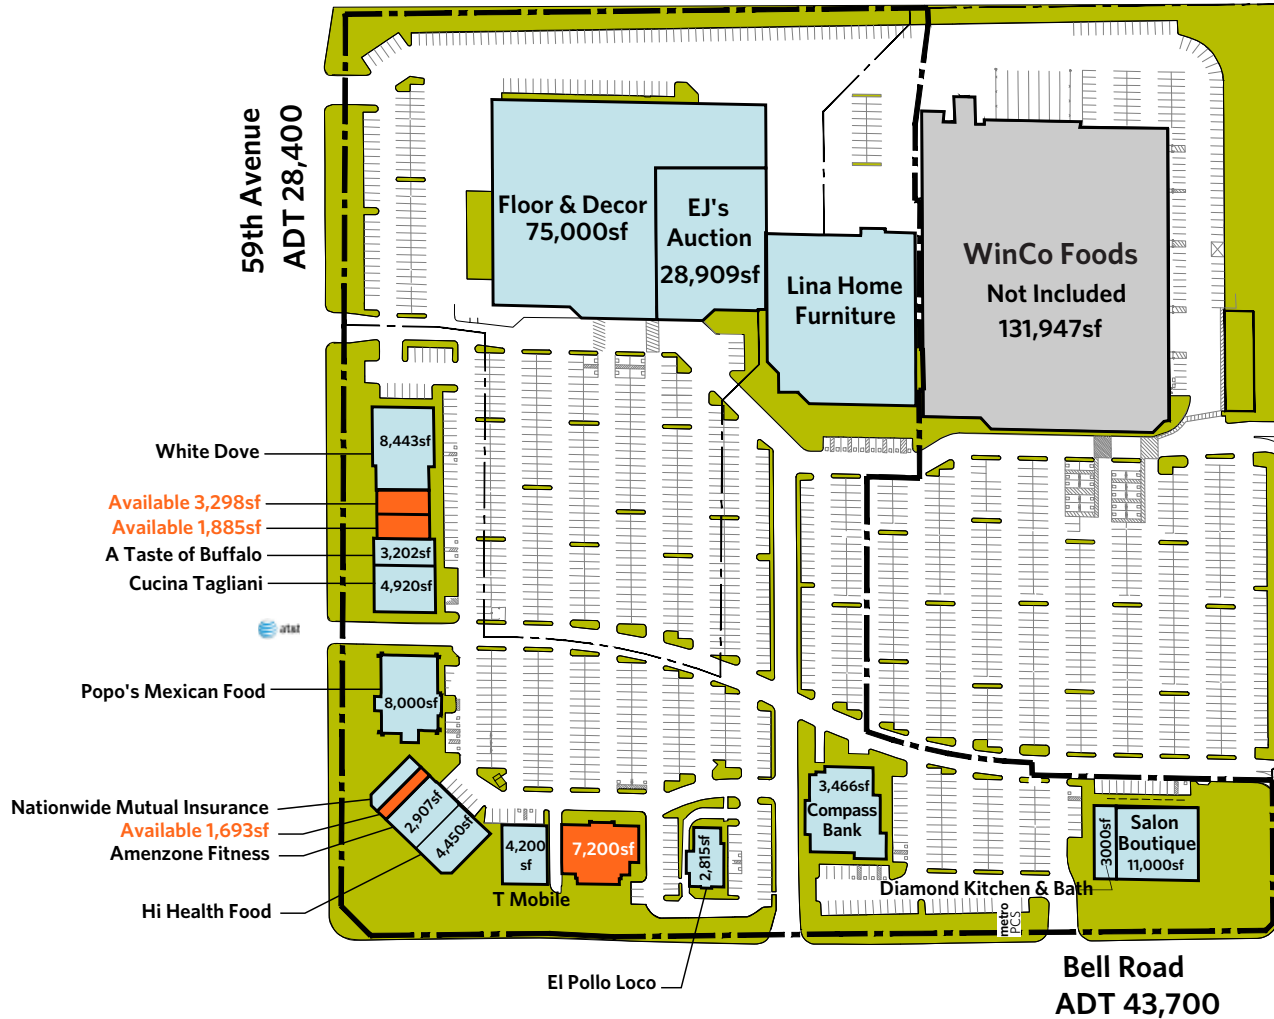 59th Avenue
ADT 28,400
Floor & Decor
75,000sf
EJ's
Auction
28,909sf
Lina Home
Furniture
WinCo Foods
Not Included
131,947sf
White Dove
8,443sf
Available 3,298sf
Available 1,885sf
A Taste of Buffalo
3,202sf
Cucina Tagliani
4,920sf
at&t
Popo's Mexican Food
8,000sf
Nationwide Mutual Insurance
Available 1,693sf
Amenzone Fitness
2,907sf
4,450sf
Hi Health Food
4,200
sf
T Mobile
7,200sf
2,815sf
El Pollo Loco
3,466sf
Compass
Bank
3000sf
Salon
Boutique
11,000sf
Diamond Kitchen & Bath
metro
PCS
Bell Road
ADT 43,700